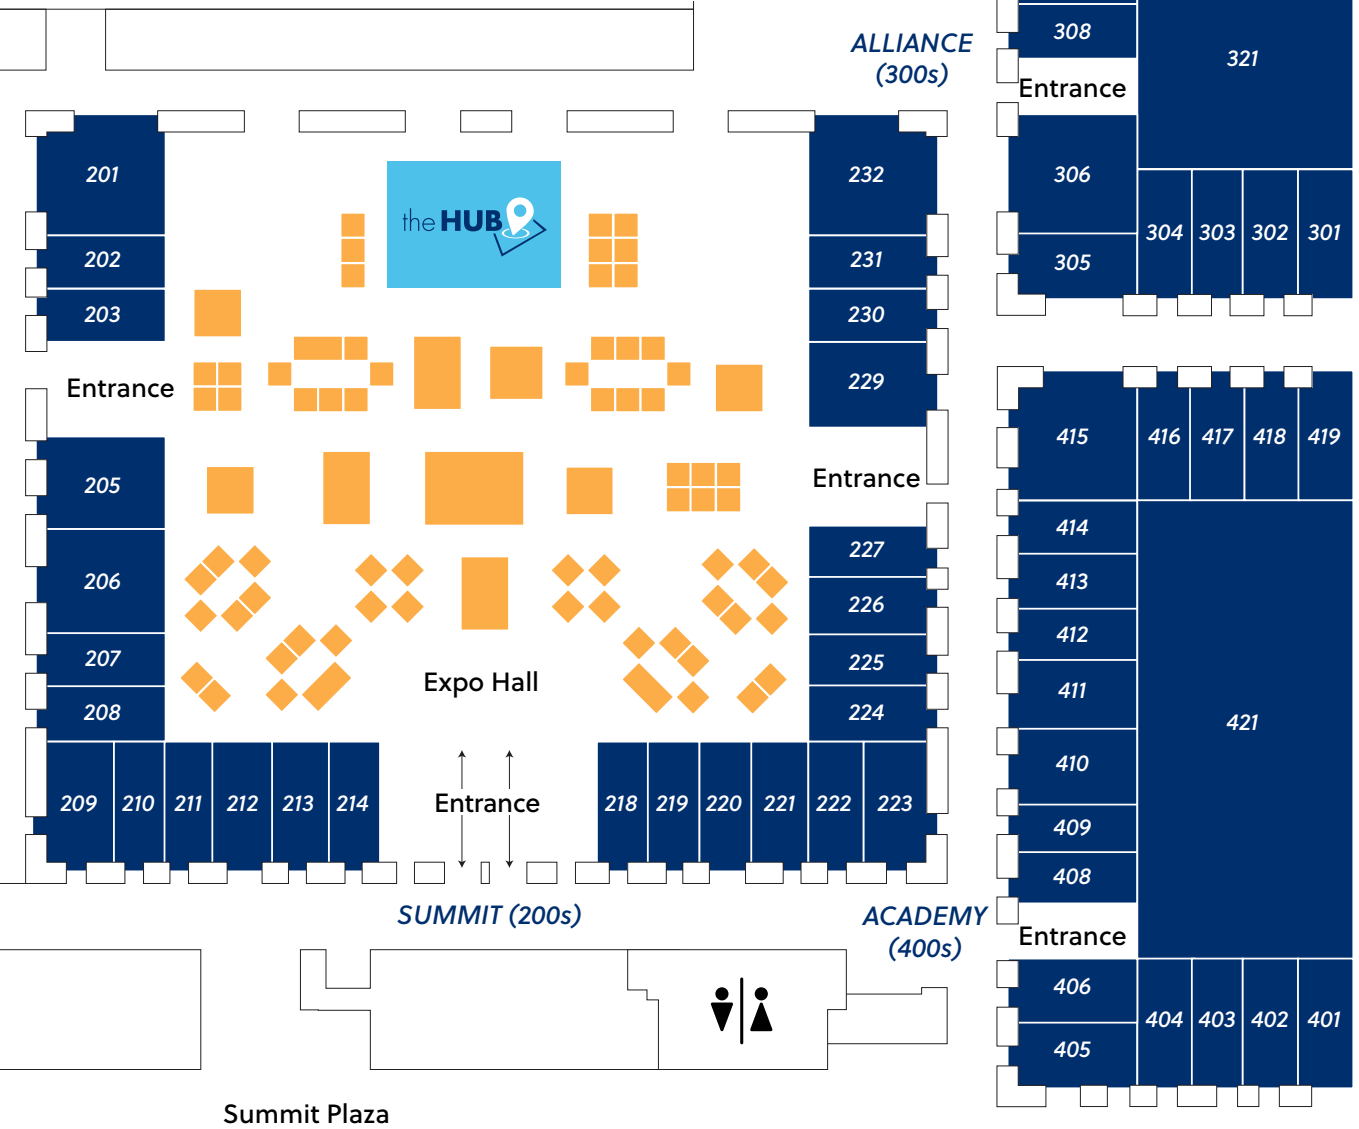 ALLIANCE
(300s)
308
321
Entrance
306
305
304 303 302 301
201
202
203
Entrance
205
206
207
208
209 210 211 212 213 214
the HUB
232
231
230
229
Entrance
227
226
225
224
Expo Hall
Entrance
218 219 220 221 222 223
SUMMIT (200s)
415 416 417 418 419
414
413
412
411
410
409
408
421
ACADEMY
(400s)
Entrance
406
405
404 403 402 401
Summit Plaza